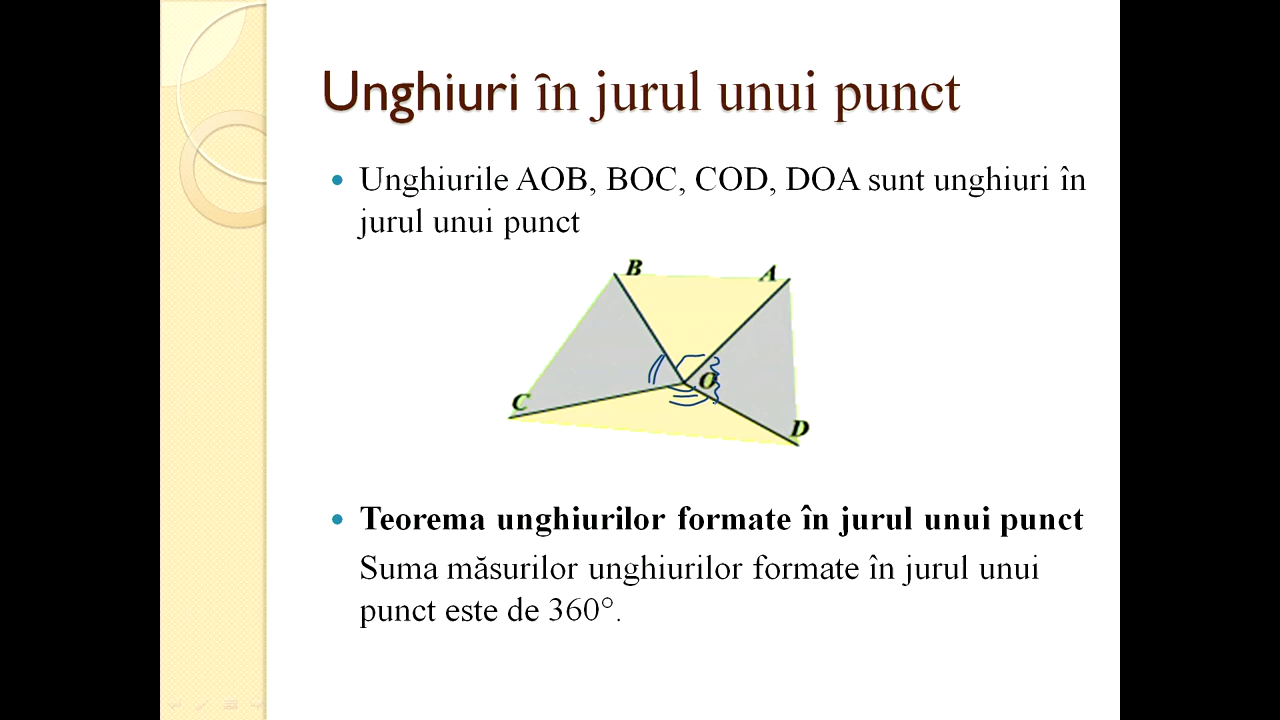 Unghiuri în jurul unui punct
Unghiurile AOB, BOC, COD, DOA sunt unghiuri în
jurul unui punct
B
A
O
C
D
Teorema unghiurilor formate în jurul unui punct
Suma măsurilor unghiurilor formate în jurul unui
punct este de 360°.